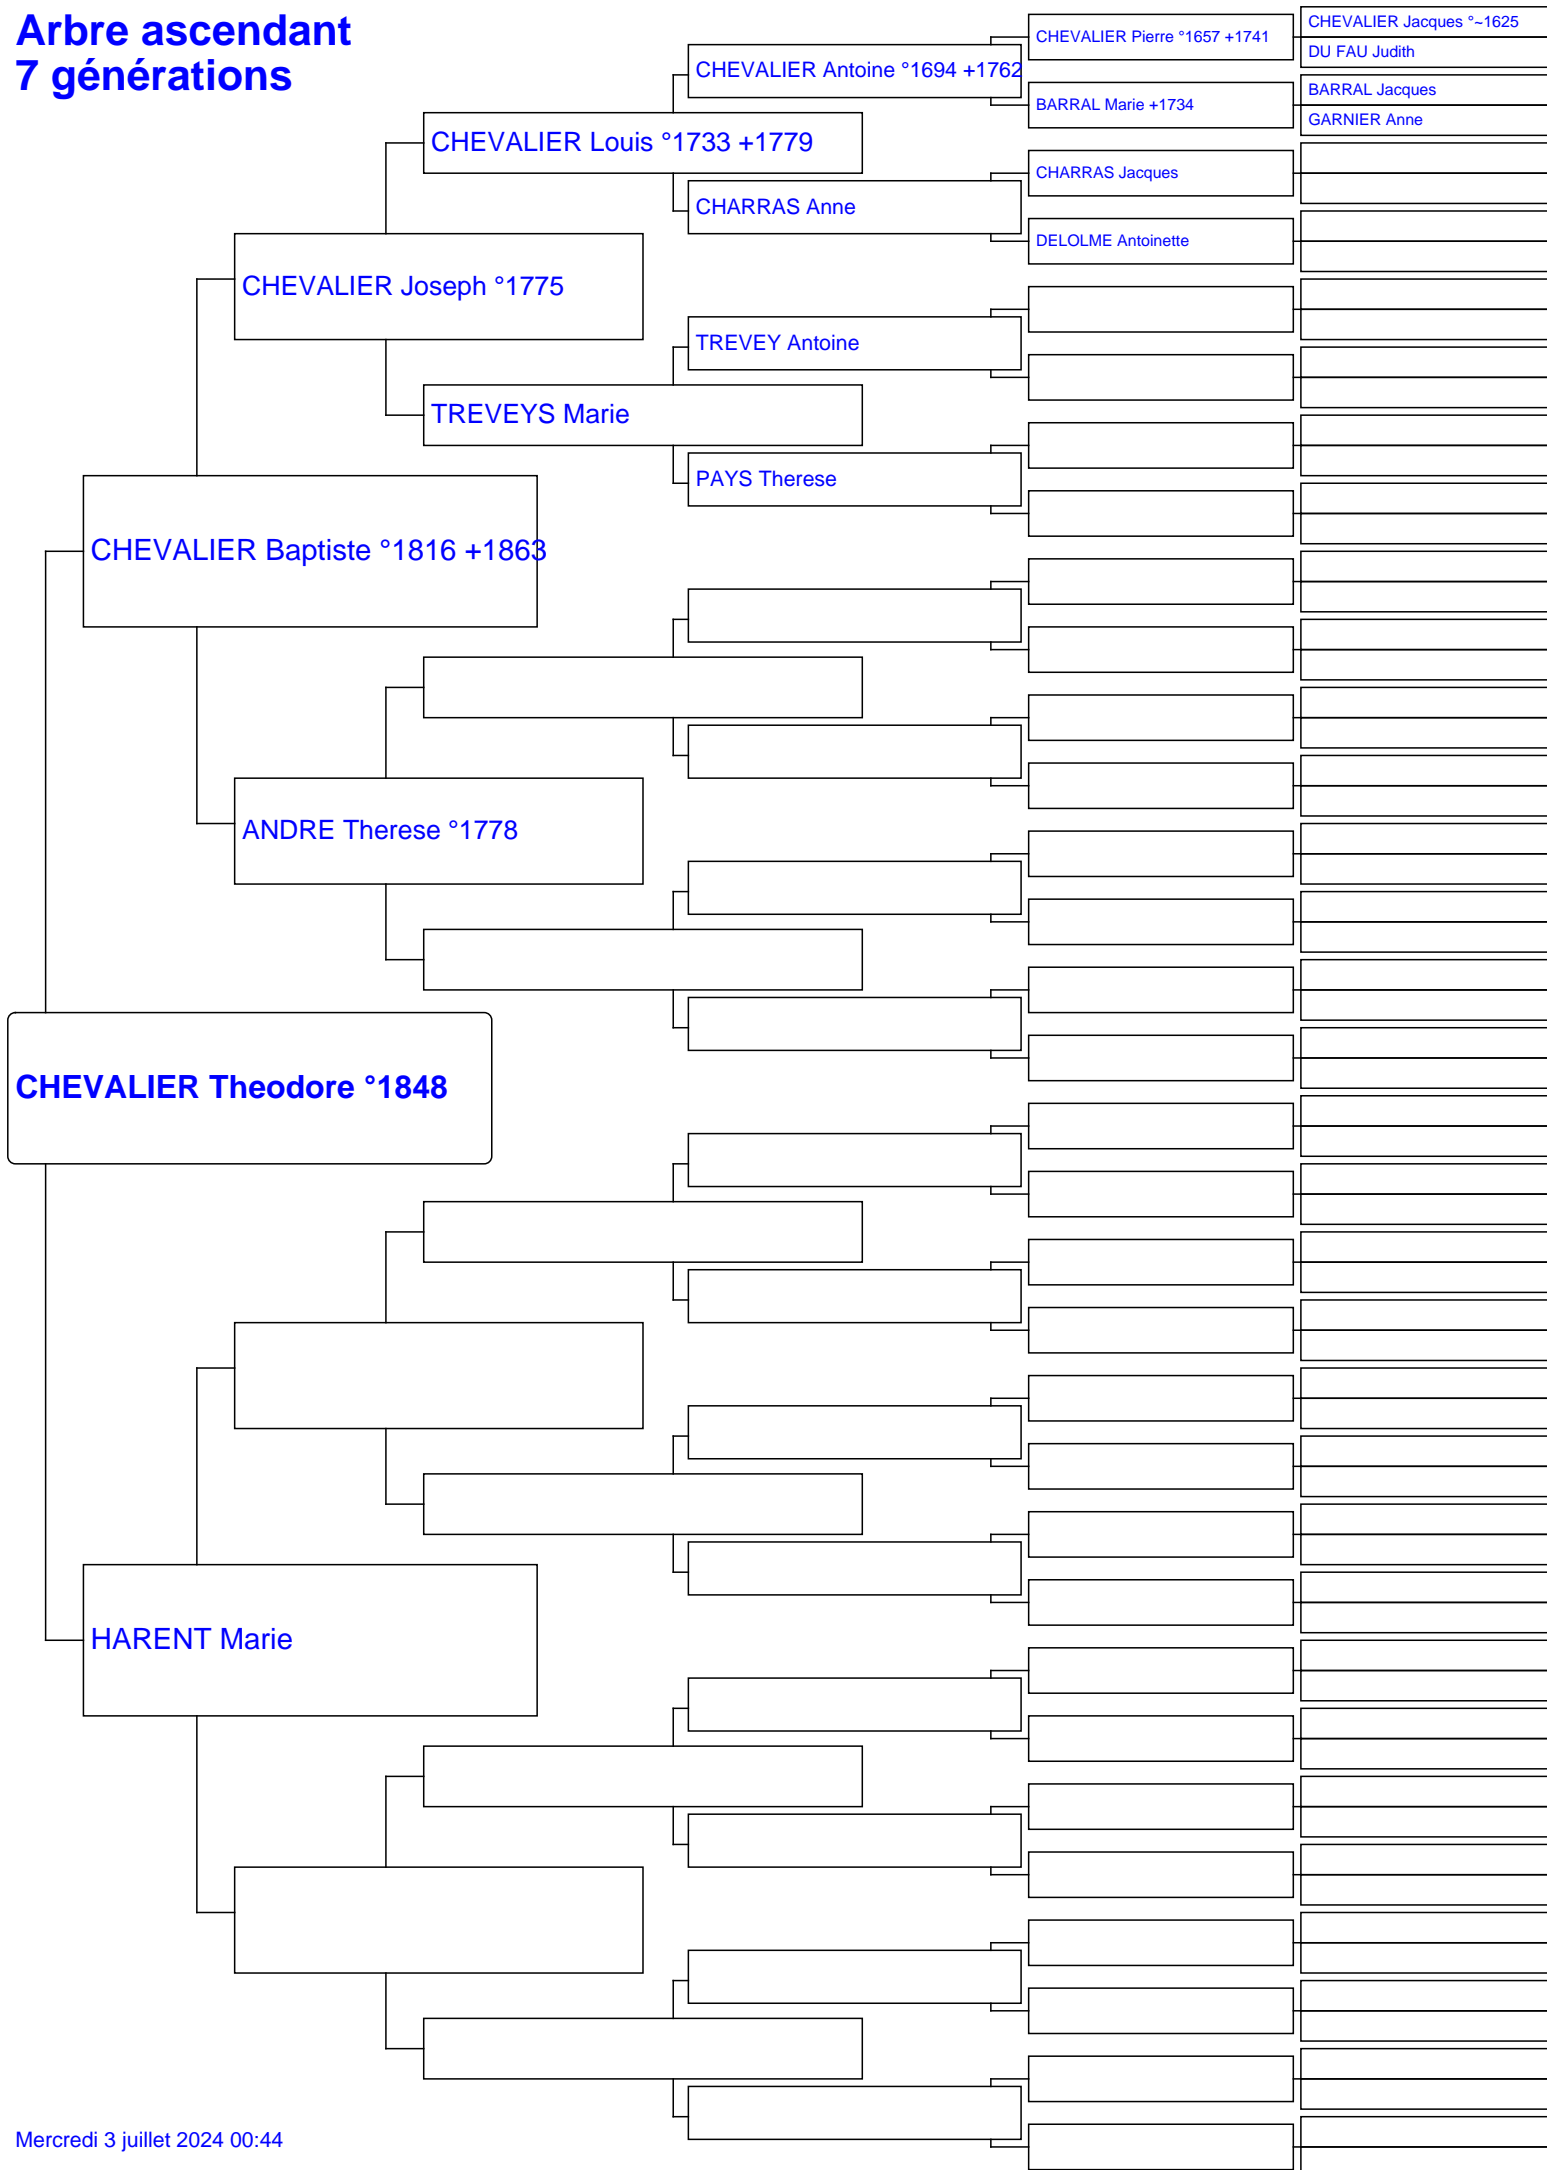 Arbre ascendant
7 générations
CHEVALIER Jacques °~1625
CHEVALIER Pierre °1657 +1741
DU FAU Judith
CHEVALIER Antoine °1694 +1762
BARRAL Jacques
BARRAL Marie +1734
GARNIER Anne
CHEVALIER Louis °1733 +1779
CHARRAS Jacques
CHARRAS Anne
DELOLME Antoinette
CHEVALIER Joseph °1775
TREVEY Antoine
TREVEYS Marie
PAYS Therese
CHEVALIER Baptiste °1816 +1863
ANDRE Therese °1778
CHEVALIER Theodore °1848
HARENT Marie
Mercredi 3 juillet 2024 00:44